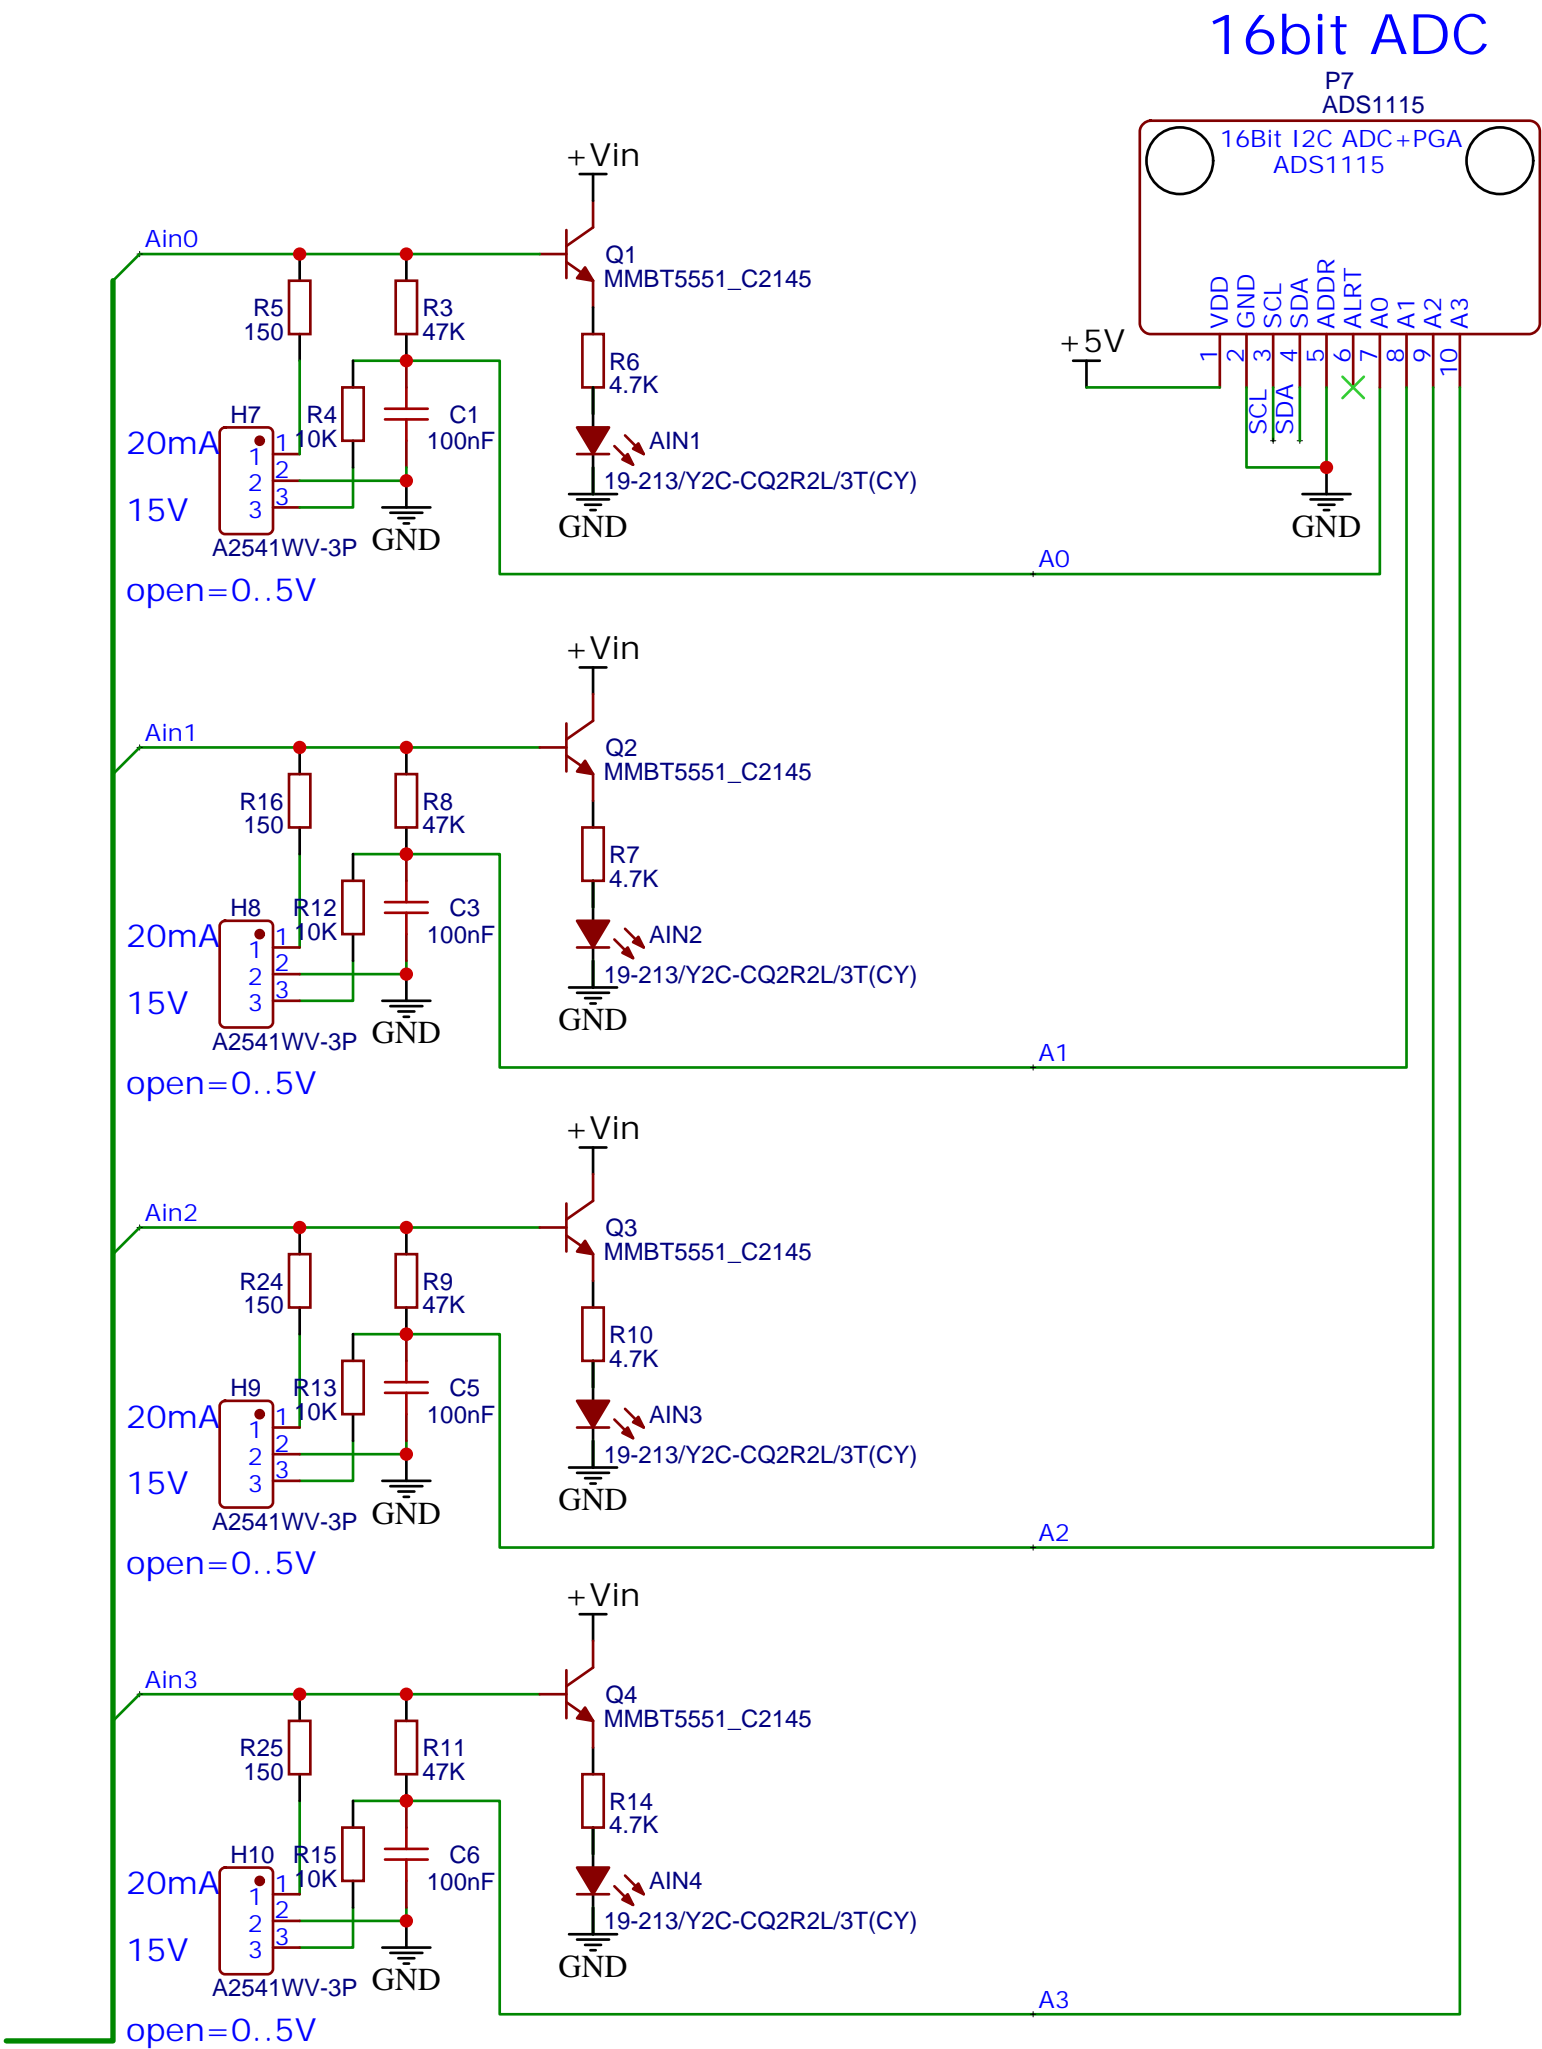 16bit ADC
P7
ADS1115
16Bit I2C ADC+PGA
ADS1115
VDD
GND
SCL
SDA
ADDR
ALRT
A0
A1
A2
A3
1
2
3
4
5
6
7
8
9
10
+5V
SCL
SDA
GND
+Vin
Ain0
Q1
MMBT5551_C2145
R5
150
R3
47K
R6
4.7K
H7
R4
10K
C1
100nF
AIN1
20mA
1
1
2
2
3
3
19-213/Y2C-CQ2R2L/3T(CY)
15V
GND
GND
A2541WV-3P
A0
open=0..5V
+Vin
Ain1
Q2
MMBT5551_C2145
R16
150
R8
47K
R7
4.7K
H8
R12
10K
C3
100nF
AIN2
20mA
1
1
2
2
3
3
19-213/Y2C-CQ2R2L/3T(CY)
15V
GND
GND
A2541WV-3P
A1
open=0..5V
+Vin
Ain2
Q3
MMBT5551_C2145
R24
150
R9
47K
R10
4.7K
H9
R13
10K
C5
100nF
AIN3
20mA
1
1
2
2
3
3
19-213/Y2C-CQ2R2L/3T(CY)
15V
GND
GND
A2541WV-3P
A2
open=0..5V
+Vin
Ain3
Q4
MMBT5551_C2145
R25
150
R11
47K
R14
4.7K
H10
R15
10K
C6
100nF
AIN4
20mA
1
1
2
2
3
3
19-213/Y2C-CQ2R2L/3T(CY)
15V
GND
GND
A2541WV-3P
A3
open=0..5V